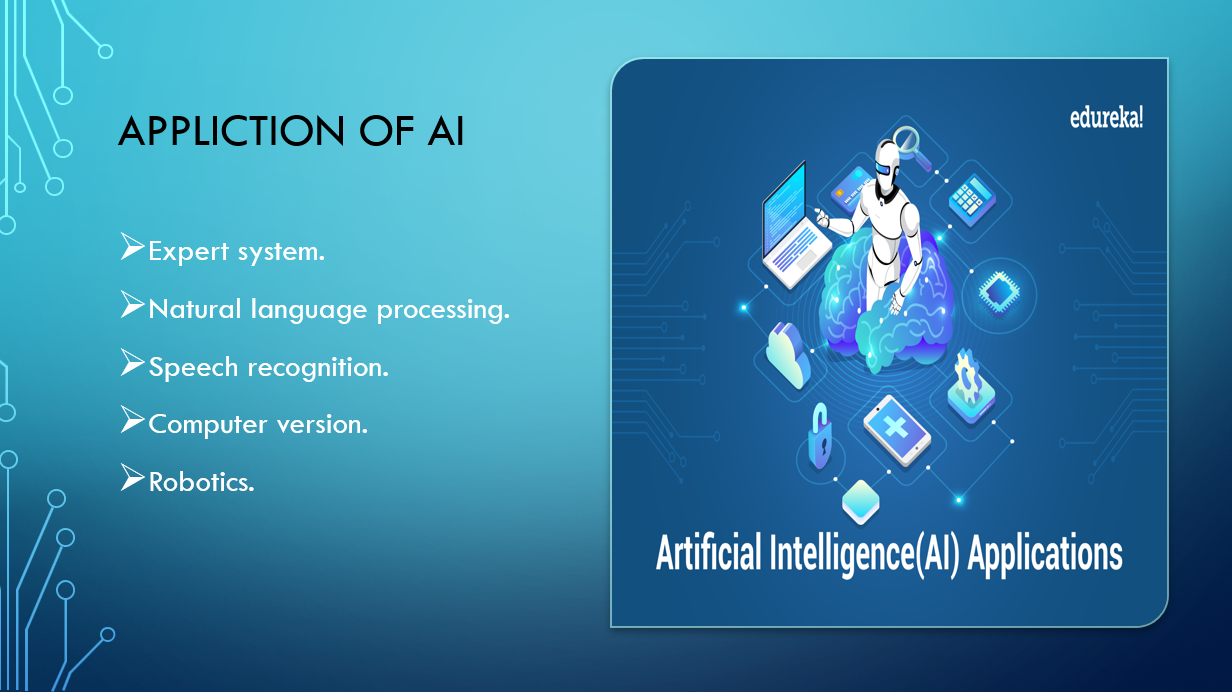 APPLICTION OF AI
Expert system.
Natural language processing.
Speech recognition.
Computer version.
Robotics.
edureka!
Artificial Intelligence(AI) Applications